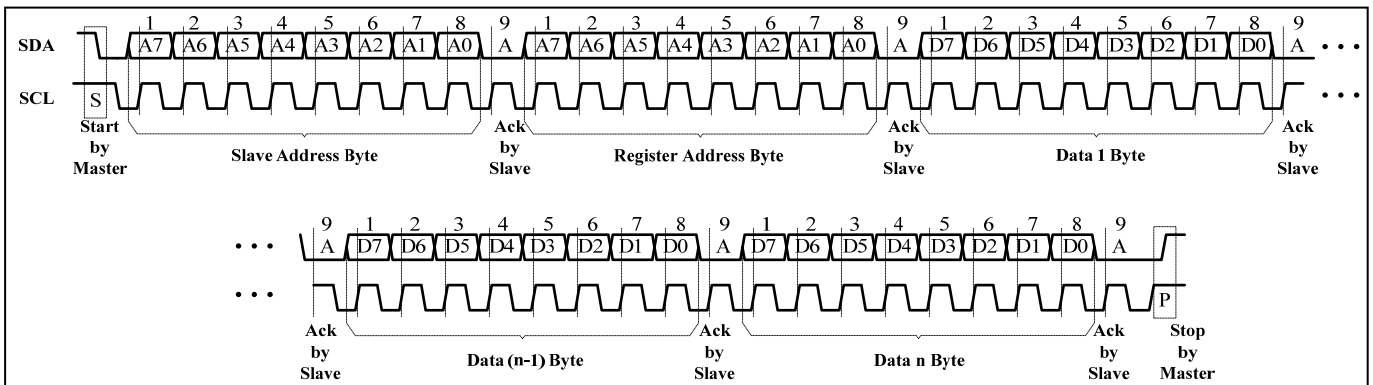 1 2 3 4 5 6 7 8 9 1 2 3 4 5 6 7 8 9 1 2 3 4 5 6 7 8 9
SDA A7 A6 A5 A4 A3 A2 A1 A0 A A7 A6 A5 A4 A3 A2 A1 A0 A D7 D6 D5 D4 D3 D2 D1 D0 A • • •
SCL S • • •
Start by Master
Slave Address Byte
Ack by Slave
Register Address Byte
Ack by Slave
Data 1 Byte
Ack by Slave
9 1 2 3 4 5 6 7 8 9 1 2 3 4 5 6 7 8 9
• • • A D7 D6 D5 D4 D3 D2 D1 D0 A D7 D6 D5 D4 D3 D2 D1 D0 A
• • • P
Ack by Slave
Data (n-1) Byte
Ack by Slave
Data n Byte
Ack by Slave
Stop by Master